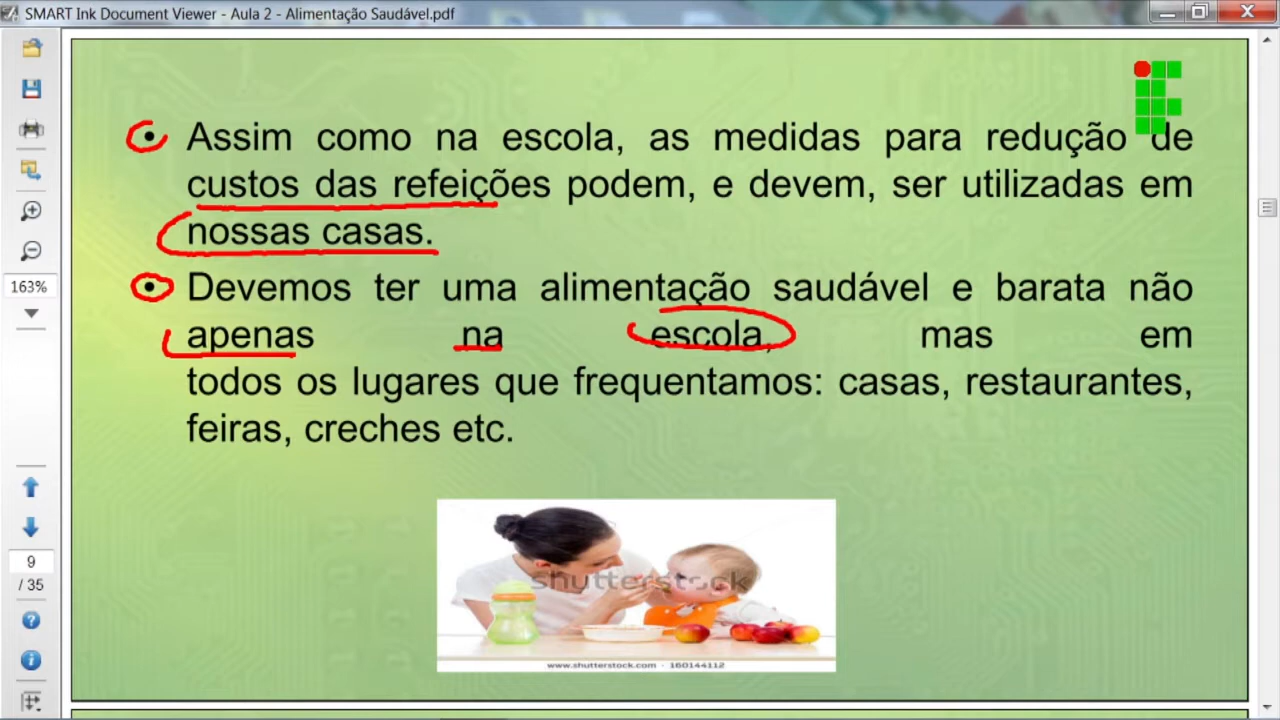 SMART Ink Document Viewer - Aula 2 - Alimentação Saudável.pdf
• Assim como na escola, as medidas para redução de
custos das refeições podem, e devem, ser utilizadas em
nossas casas.
• Devemos ter uma alimentação saudável e barata não
apenas na escola, mas em
todos os lugares que frequentamos: casas, restaurantes,
feiras, creches etc.
163%
9
/ 35
shutterstock
www.shutterstock.com · 160144112